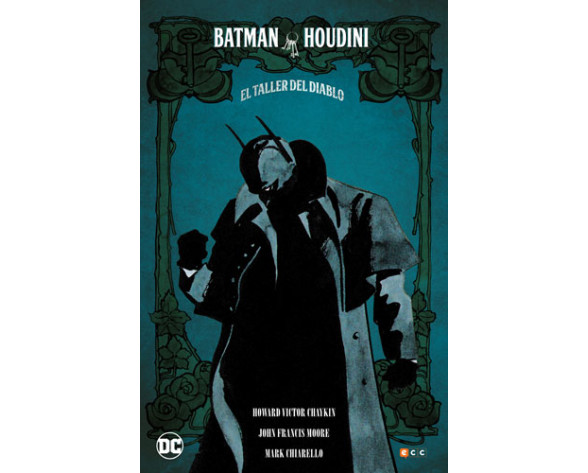 BATMAN HOUDINI
EL TALLER DEL DIABLO
HOWARD VICTOR CHAYKIN
JOHN FRANCIS MOORE
MARK CHIARELLO
DC
ecc